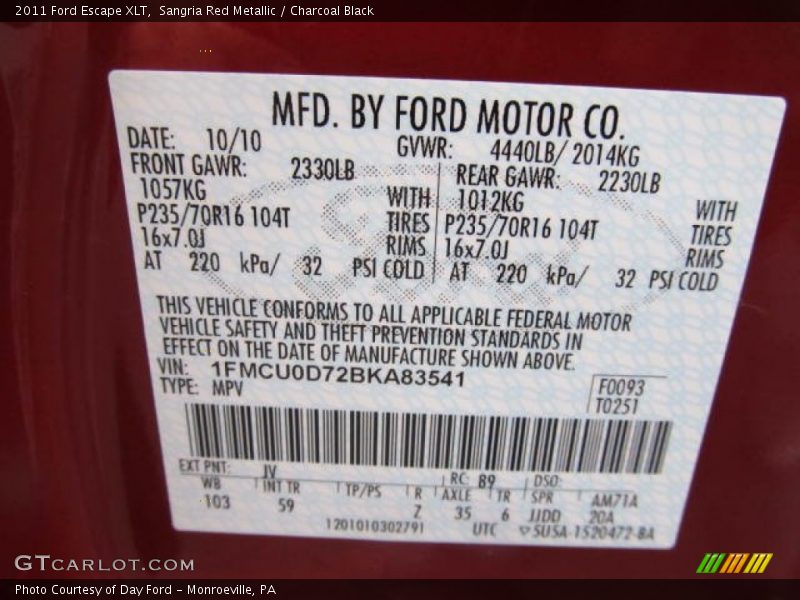 2011 Ford Escape XLT,  Sangria Red Metallic / Charcoal Black
MFD. BY FORD MOTOR CO.
DATE: 10/10 GVWR: 4440LB/ 2014KG
FRONT GAWR: 2330LB REAR GAWR: 2230LB
1057KG WITH 1012KG WITH
P235/70R16 104T TIRES P235/70R16 104T TIRES
16x7.0J RIMS 16x7.0J RIMS
AT 220 kPa/ 32 PSI COLD AT 220 kPa/ 32 PSI COLD
THIS VEHICLE CONFORMS TO ALL APPLICABLE FEDERAL MOTOR
VEHICLE SAFETY AND THEFT PREVENTION STANDARDS IN
EFFECT ON THE DATE OF MANUFACTURE SHOWN ABOVE.
VIN: 1FMCU0D72BKA83541 F0093
TYPE: MPV T0251
EXT PNT: JV RC: 89 DSO:
WB INT TR TP/PS R AXLE TR SPR AM71A
103 59 Z 35 6 JJDD 20A
1201010302791 UTC SUSA-1520472-BA
GTCARLOT.COM
Photo Courtesy of Day Ford – Monroeville, PA